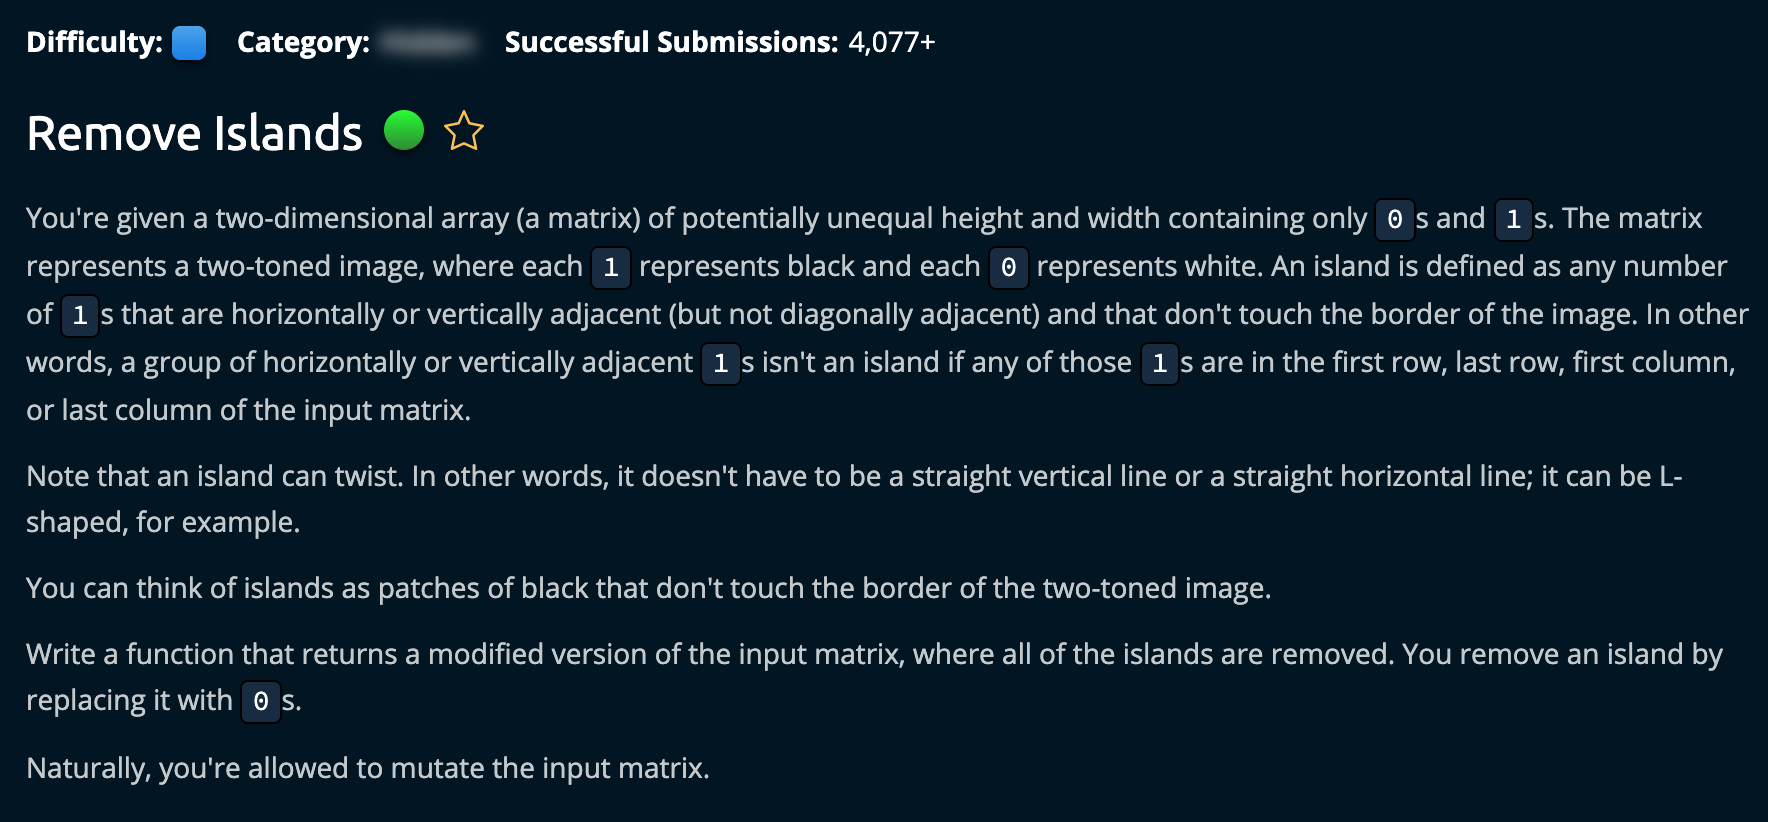 Difficulty: Category: Successful Submissions: 4,077+
Remove Islands
You're given a two-dimensional array (a matrix) of potentially unequal height and width containing only 0s and 1s. The matrix
represents a two-toned image, where each 1 represents black and each 0 represents white. An island is defined as any number
of 1s that are horizontally or vertically adjacent (but not diagonally adjacent) and that don't touch the border of the image. In other
words, a group of horizontally or vertically adjacent 1s isn't an island if any of those 1s are in the first row, last row, first column,
or last column of the input matrix.
Note that an island can twist. In other words, it doesn't have to be a straight vertical line or a straight horizontal line; it can be L-
shaped, for example.
You can think of islands as patches of black that don't touch the border of the two-toned image.
Write a function that returns a modified version of the input matrix, where all of the islands are removed. You remove an island by
replacing it with 0s.
Naturally, you're allowed to mutate the input matrix.